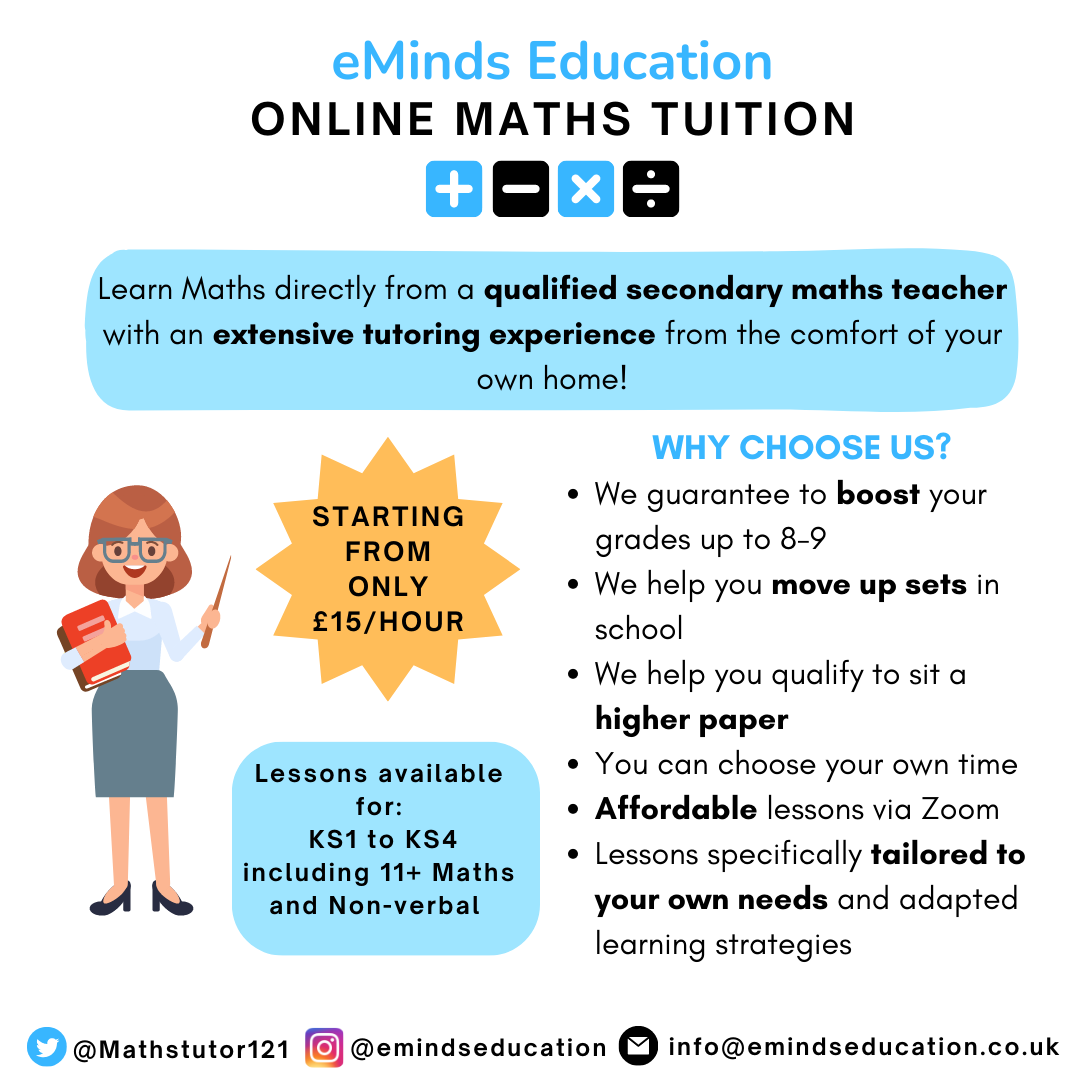 eMinds Education
ONLINE MATHS TUITION
Learn Maths directly from a qualified secondary maths teacher
with an extensive tutoring experience from the comfort of your
own home!
STARTING
FROM
ONLY
£15/HOUR
Lessons available
for:
KS1 to KS4
including 11+ Maths
and Non-verbal
WHY CHOOSE US?
• We guarantee to boost your
grades up to 8-9
• We help you move up sets in
school
• We help you qualify to sit a
higher paper
• You can choose your own time
• Affordable lessons via Zoom
• Lessons specifically tailored to
your own needs and adapted
learning strategies
@Mathstutor121 @emindseducation info@emindseducation.co.uk